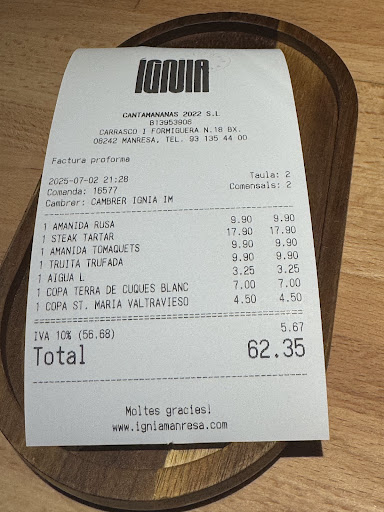 IGNIA
CANTAMANANAS 2022 S.L
B13953906
CARRASCO I FORMIGUERA N.18 BX.
08242 MANRESA, TEL. 93 135 44 00
Factura proforma
2025-07-02 21:28 Taula: 2
Comanda: 16577 Comensals: 2
Cambrer: CAMBRER IGNIA IM
1 AMANIDA RUSA 9.90 9.90
1 STEAK TARTAR 17.90 17.90
1 AMANIDA TOMAQUETS 9.90 9.90
1 TRUITA TRUFADA 9.90 9.90
1 AIGUA L 3.25 3.25
1 COPA TERRA DE CUQUES BLANC 7.00 7.00
1 COPA ST. MARIA VALTRAVIESO 4.50 4.50
IVA 10% (56.68) 5.67
Total 62.35
Moltes gracies!
www.igniamanresa.com